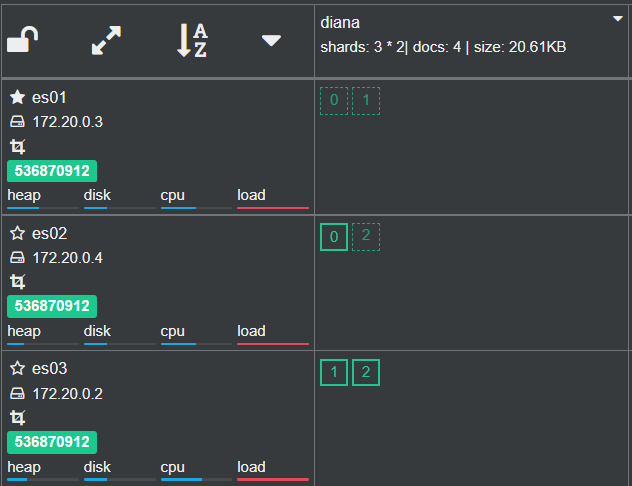 A
Z
diana
shards: 3 * 2| docs: 4 | size: 20.61KB
es01
172.20.0.3
536870912
heap disk cpu load
0 1
es02
172.20.0.4
536870912
heap disk cpu load
0 2
es03
172.20.0.2
536870912
heap disk cpu load
1 2